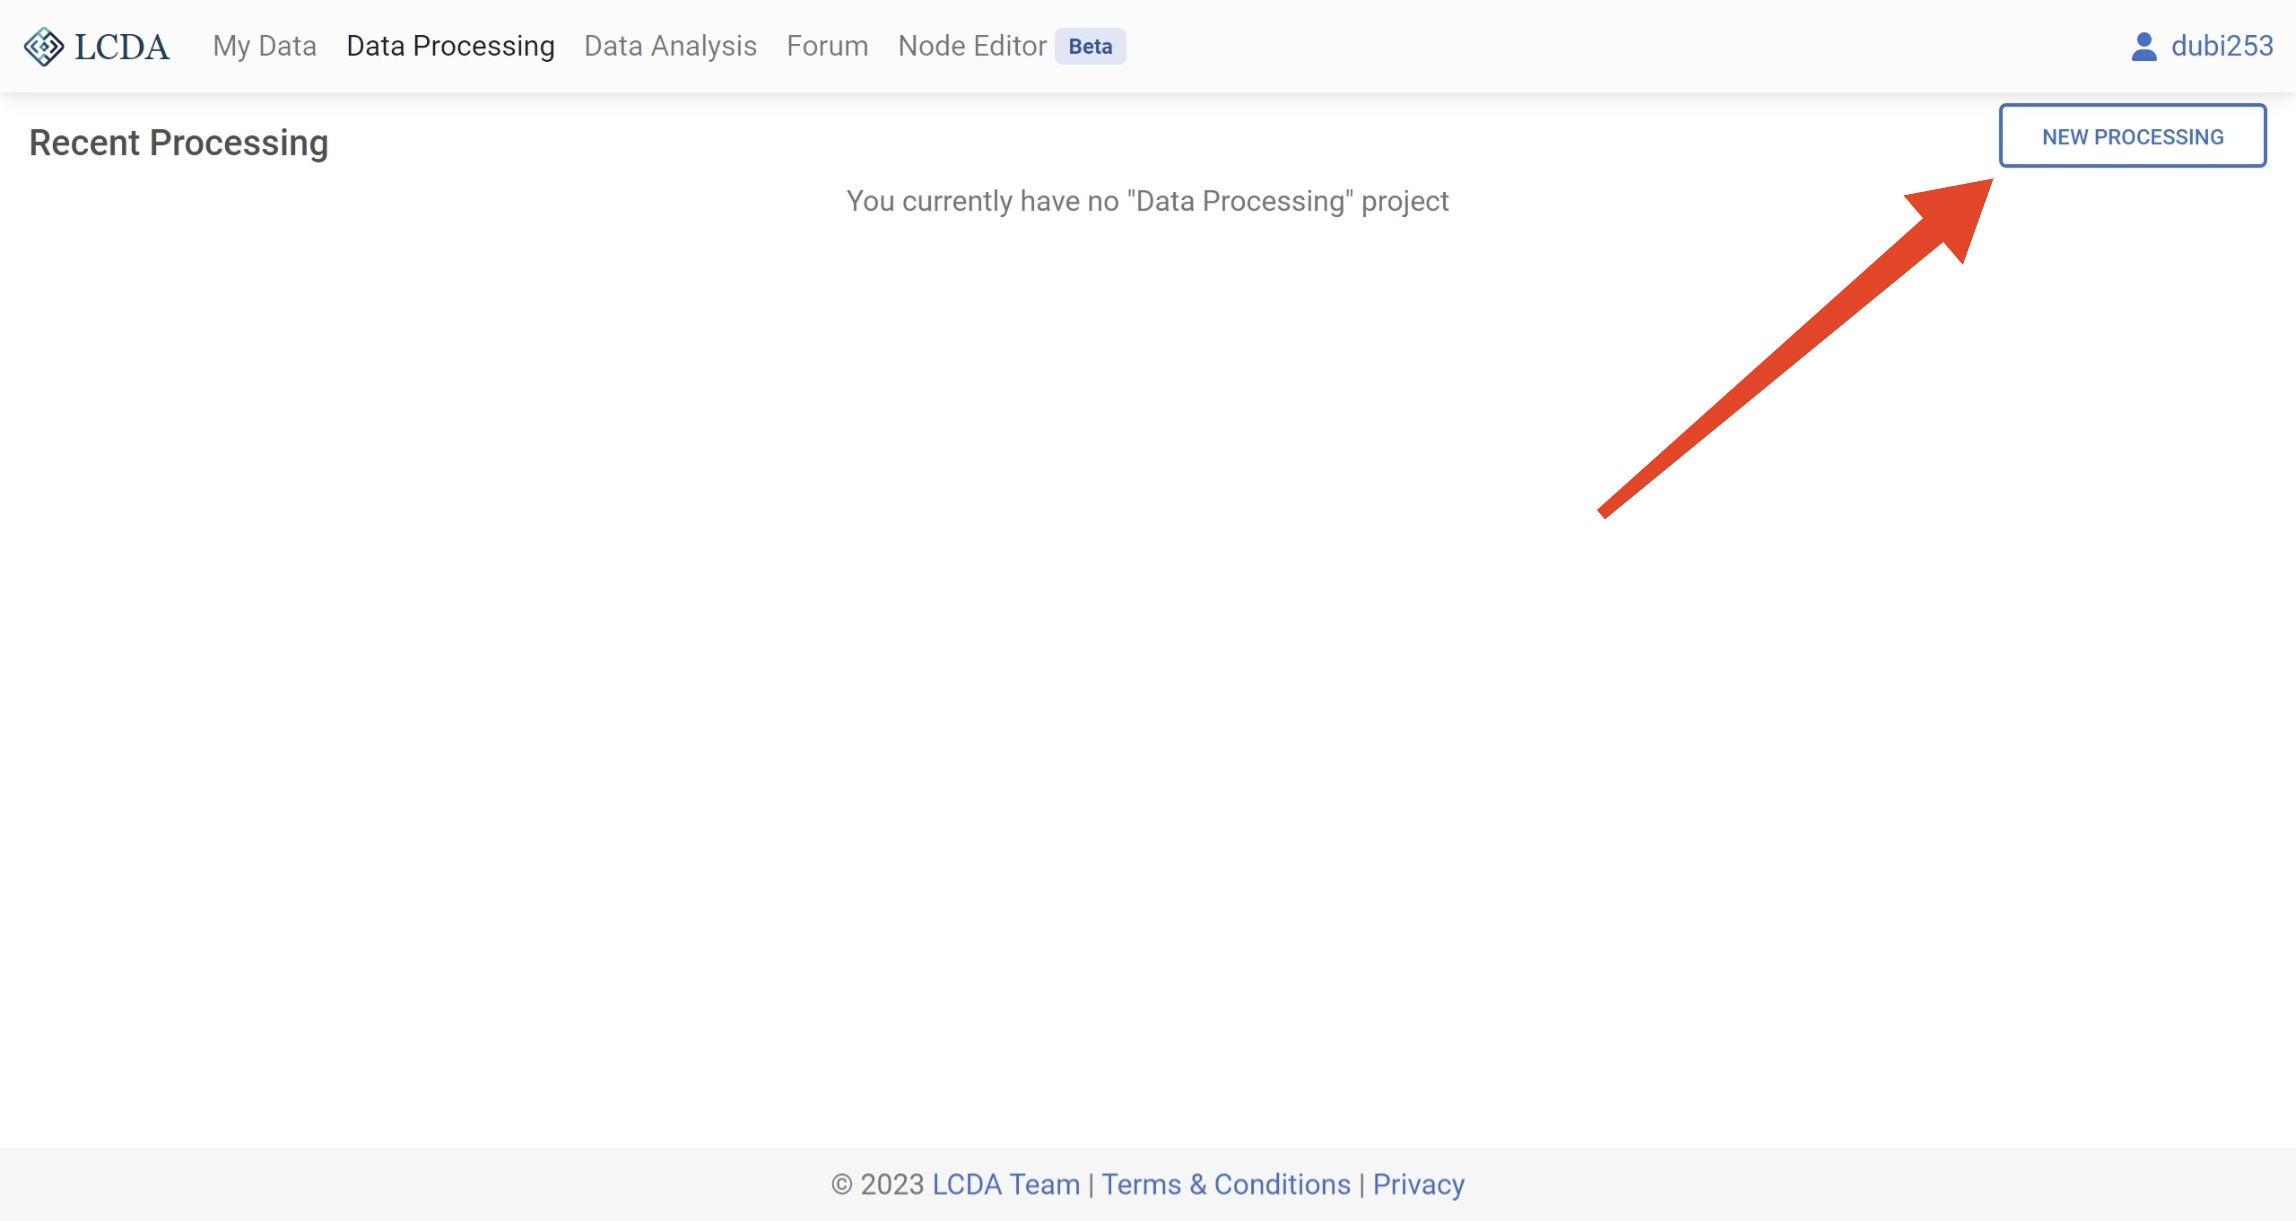 LCDA My Data Data Processing Data Analysis Forum Node Editor Beta dubi253
Recent Processing
NEW PROCESSING
You currently have no "Data Processing" project
© 2023 LCDA Team | Terms & Conditions | Privacy